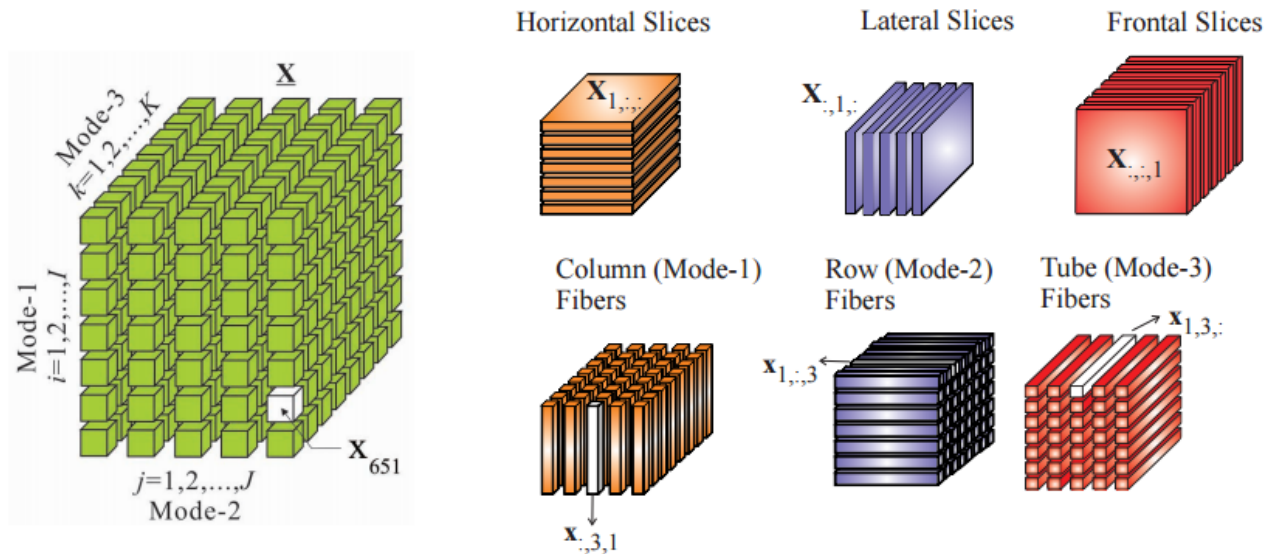 X
Mode-3
k=1,2,...,K
Mode-1
i=1,2,...,I
X651
j=1,2,...,J
Mode-2
Horizontal Slices
X1,:,:
Lateral Slices
X:,1,:
Frontal Slices
X:,:,1
Column (Mode-1)
Fibers
x:,3,1
Row (Mode-2)
Fibers
x1,:,3
Tube (Mode-3)
Fibers
x1,3,: